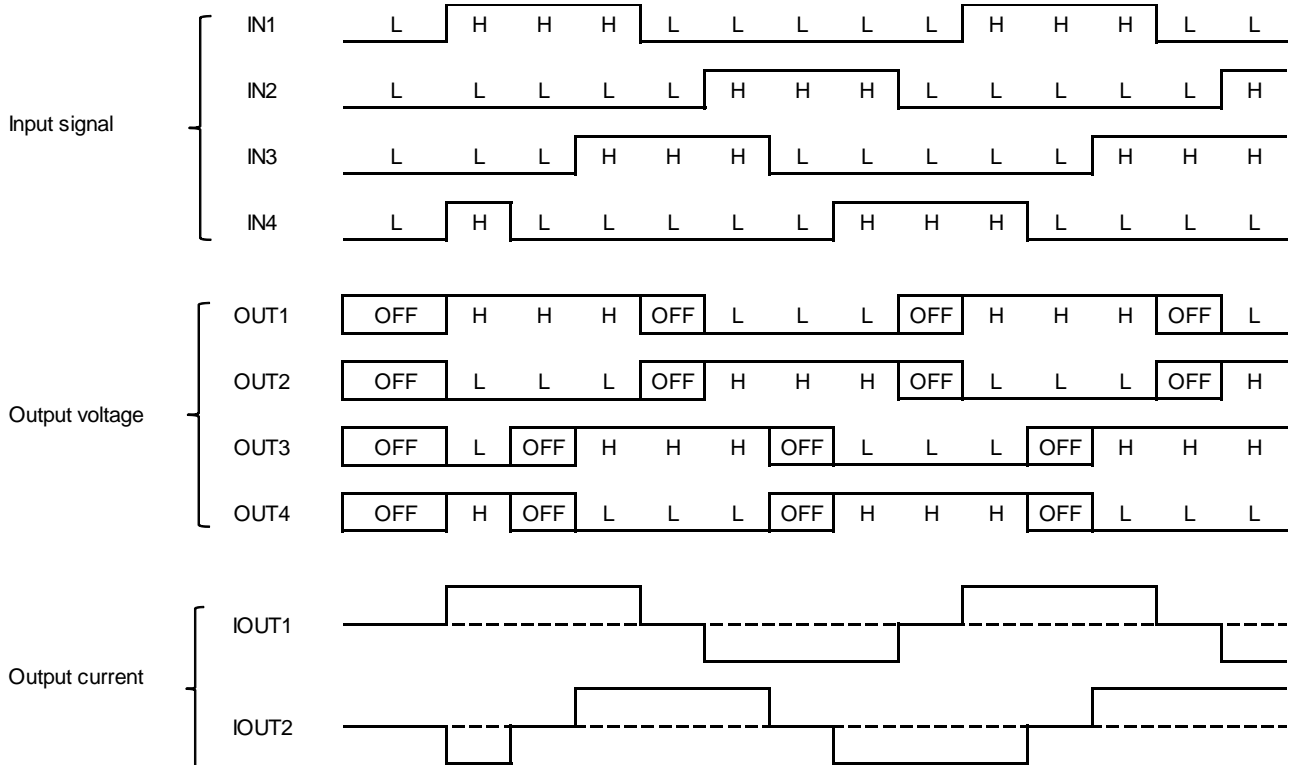 IN1 L H H H L L L L L H H H L L
IN2 L L L L L H H H L L L L L H
Input signal
IN3 L L L H H H L L L L L H H H
IN4 L H L L L L L H H H L L L L
OUT1 OFF H H H OFF L L L OFF H H H OFF L
OUT2 OFF L L L OFF H H H OFF L L L OFF H
Output voltage
OUT3 OFF L OFF H H H OFF L L L OFF H H H
OUT4 OFF H OFF L L L OFF H H H OFF L L L
IOUT1
Output current
IOUT2